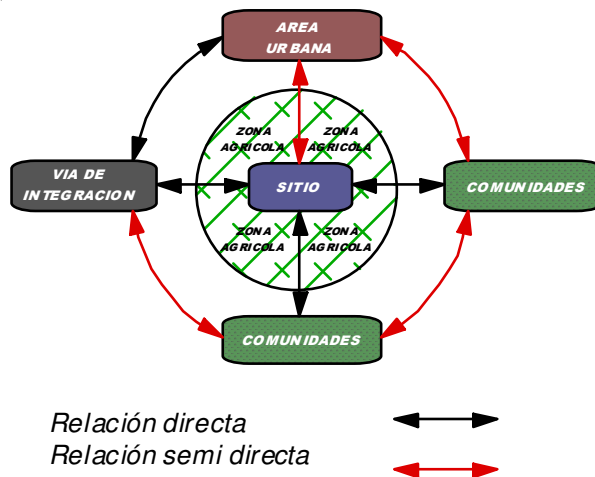 AREA
URBANA
ZONA
AGRICOLA
ZONA
AGRICOLA
VIA DE
INTEGRACION
SITIO
COMUNIDADES
ZONA
AGRICOLA
ZONA
AGRICOLA
COMUNIDADES
Relación directa
Relación semi directa